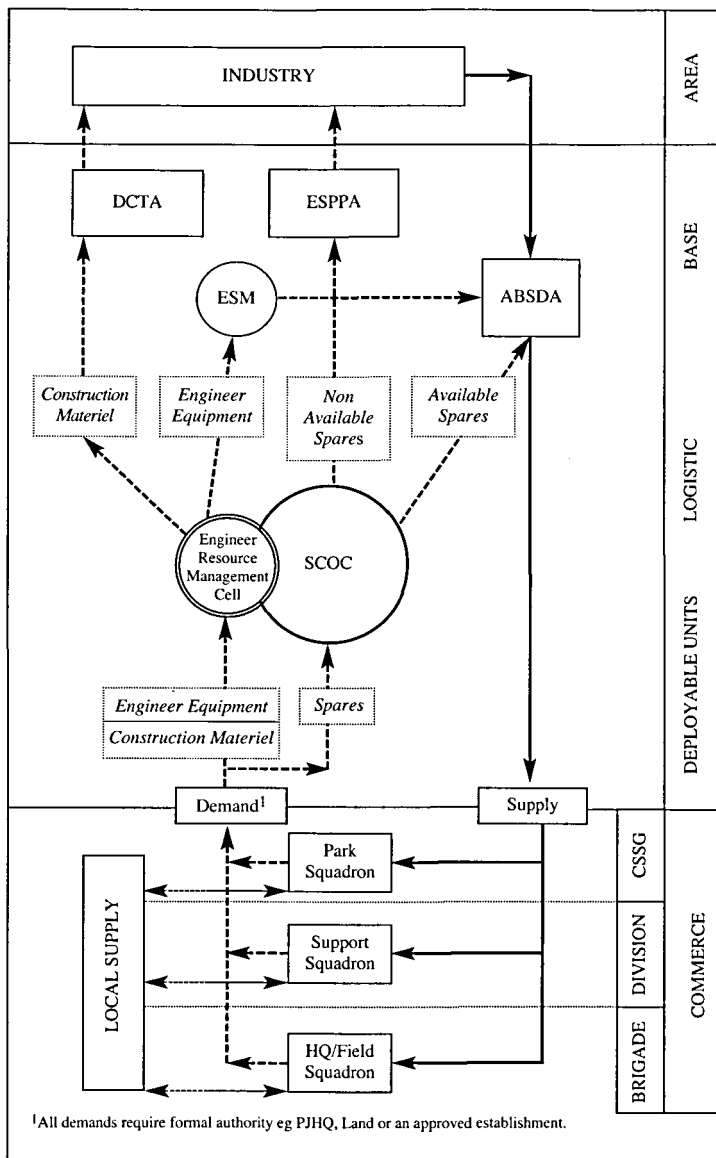 INDUSTRY
AREA
DCTA
ESPPA
BASE
ESM
ABSDA
Construction
Materiel
Engineer
Equipment
Non
Available
Spares
Available
Spares
LOGISTIC
Engineer
Resource
Management
Cell
SCOC
DEPLOYABLE UNITS
Engineer Equipment
Construction Materiel
Spares
Demand¹
Supply
Park
Squadron
CSSG
LOCAL SUPPLY
Support
Squadron
DIVISION
COMMERCE
HQ/Field
Squadron
BRIGADE
¹All demands require formal authority eg PJHQ, Land or an approved establishment.